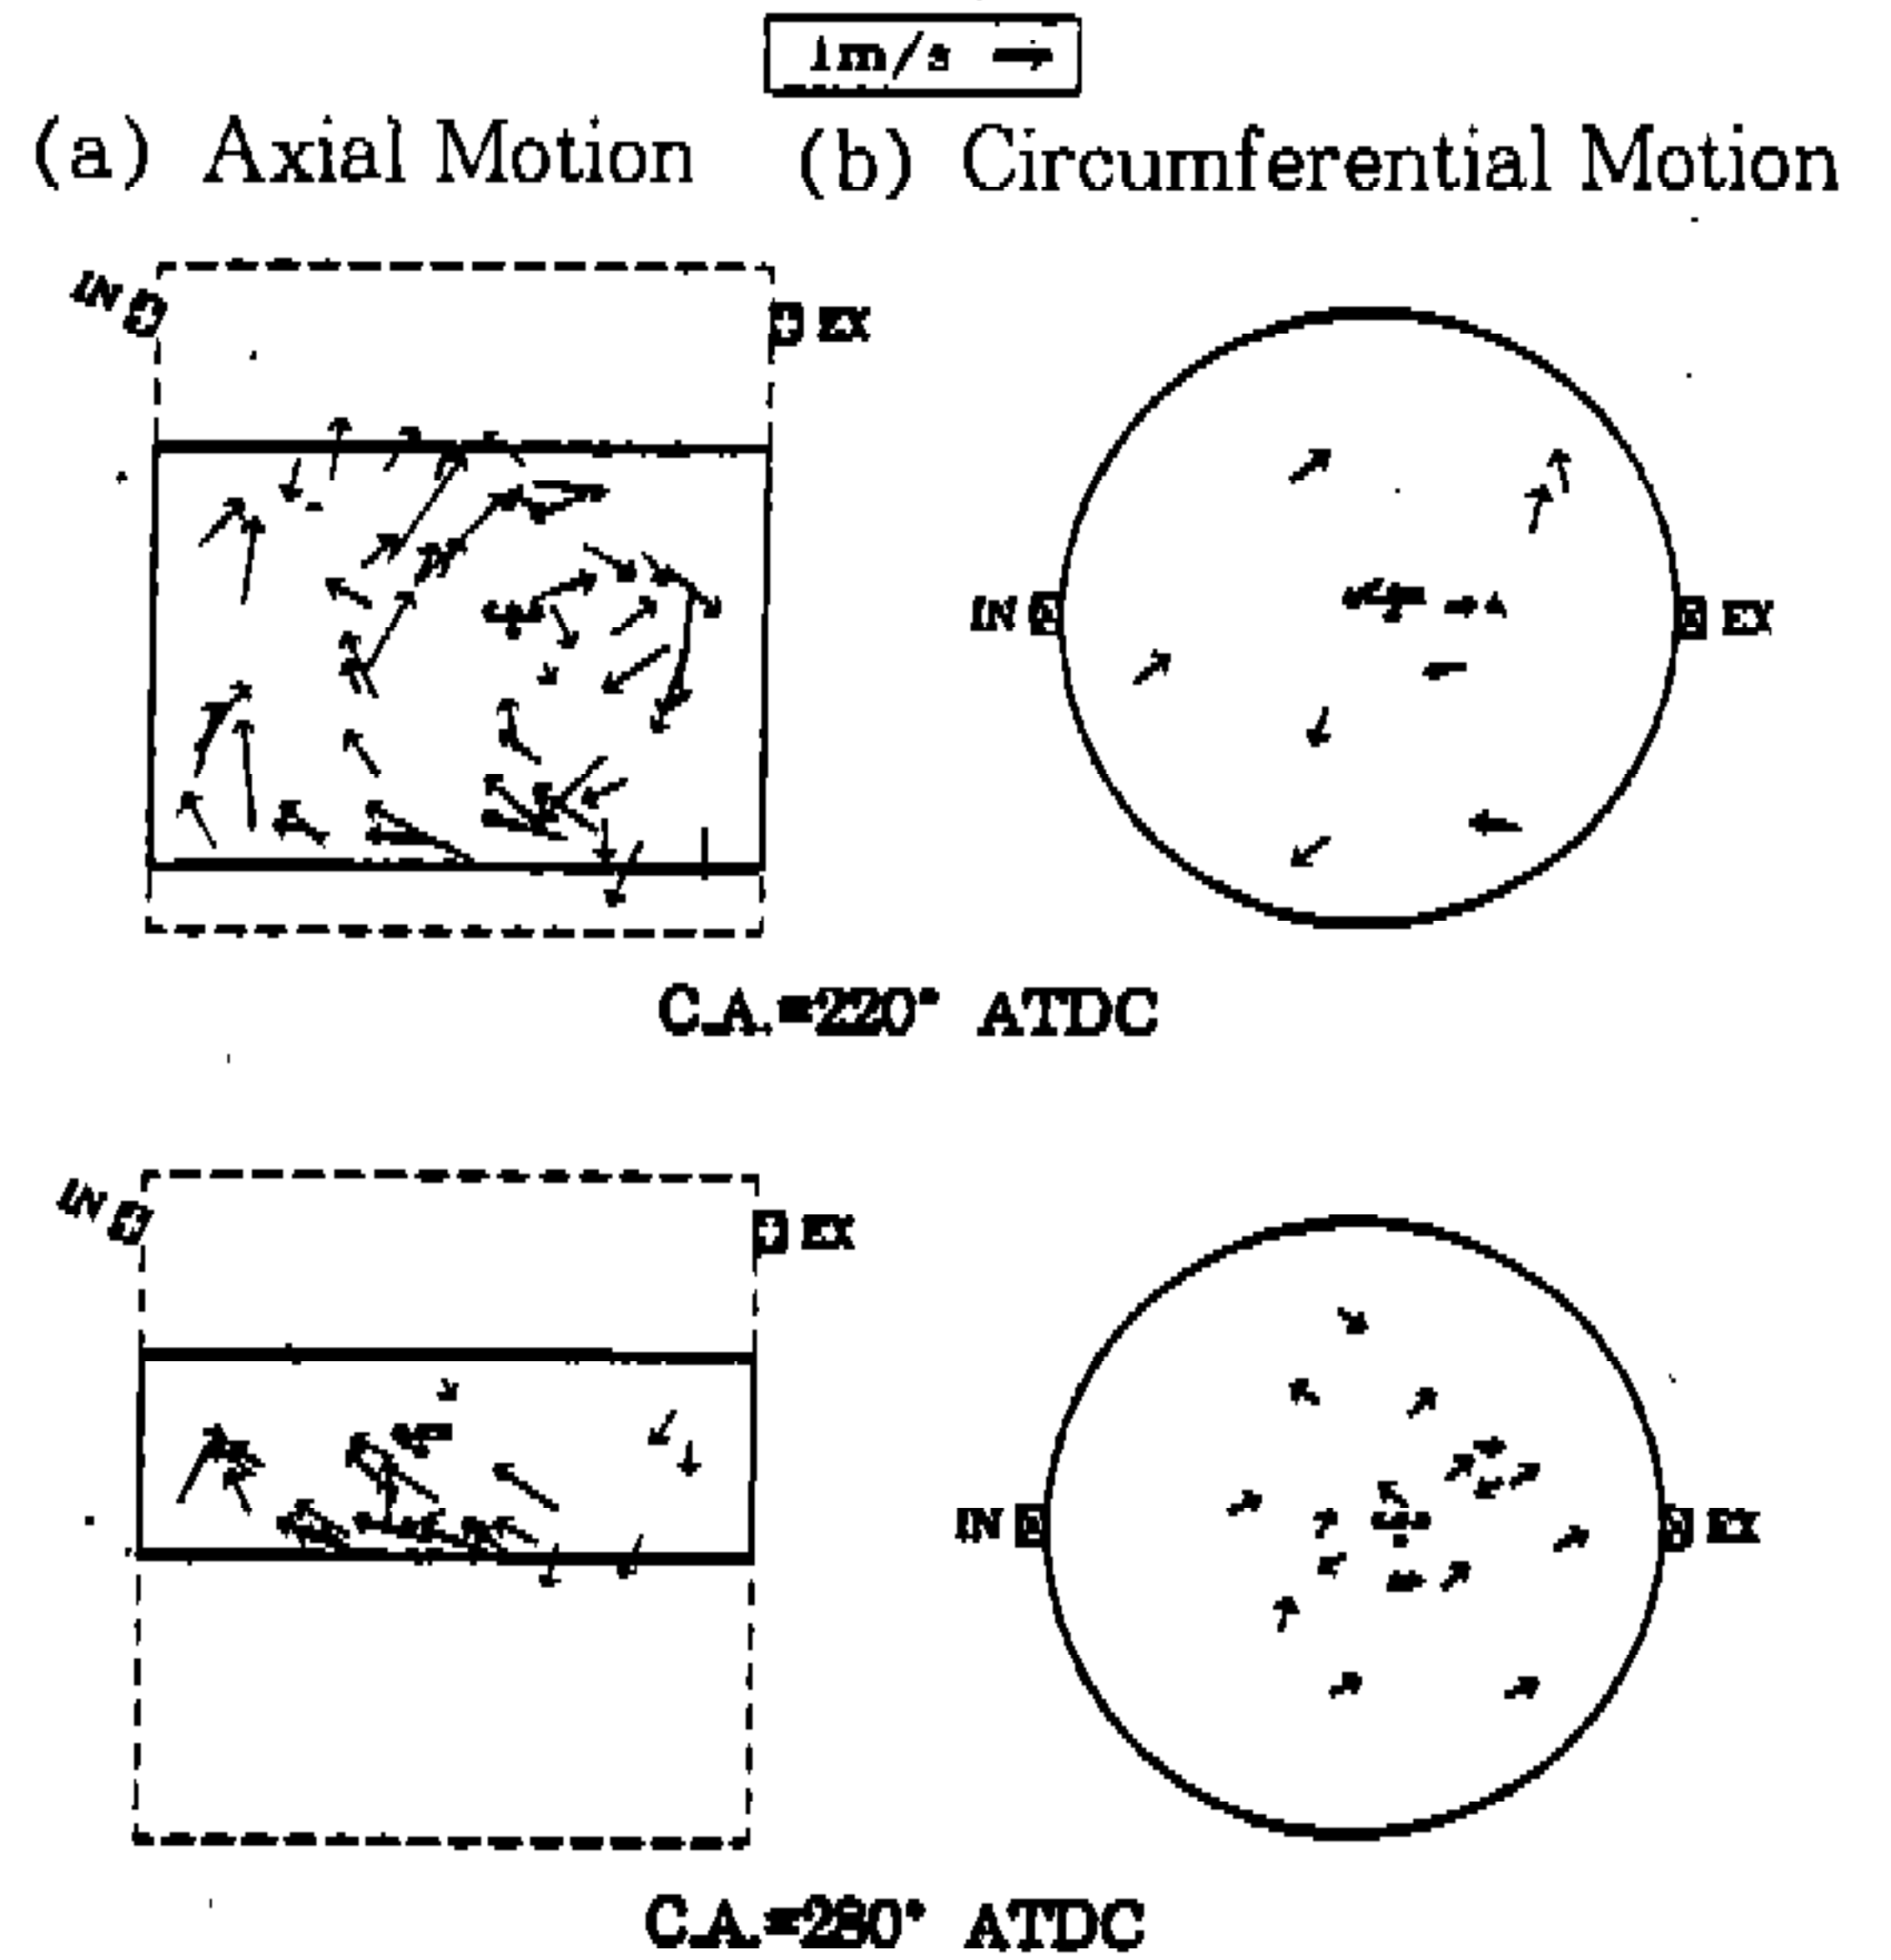 1m/s →
(a) Axial Motion (b) Circumferential Motion
IN EX
IN EX
C.A.=220° ATDC
IN EX
IN EX
C.A.=280° ATDC